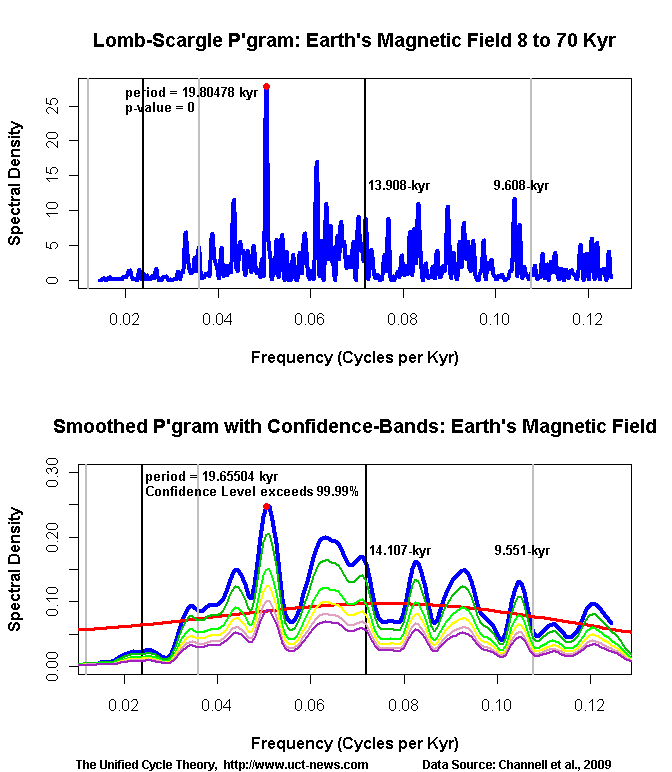 Lomb-Scargle P'gram: Earth's Magnetic Field 8 to 70 Kyr
period = 19.80478 kyr
p-value = 0
13.908-kyr
9.608-kyr
Spectral Density
25
20
15
10
5
0
0.02 0.04 0.06 0.08 0.10 0.12
Frequency (Cycles per Kyr)
Smoothed P'gram with Confidence-Bands: Earth's Magnetic Field
period = 19.65504 kyr
Confidence Level exceeds 99.99%
14.107-kyr
9.551-kyr
Spectral Density
0.30
0.20
0.10
0.00
0.02 0.04 0.06 0.08 0.10 0.12
Frequency (Cycles per Kyr)
The Unified Cycle Theory, http://www.uct-news.com
Data Source: Channell et al., 2009